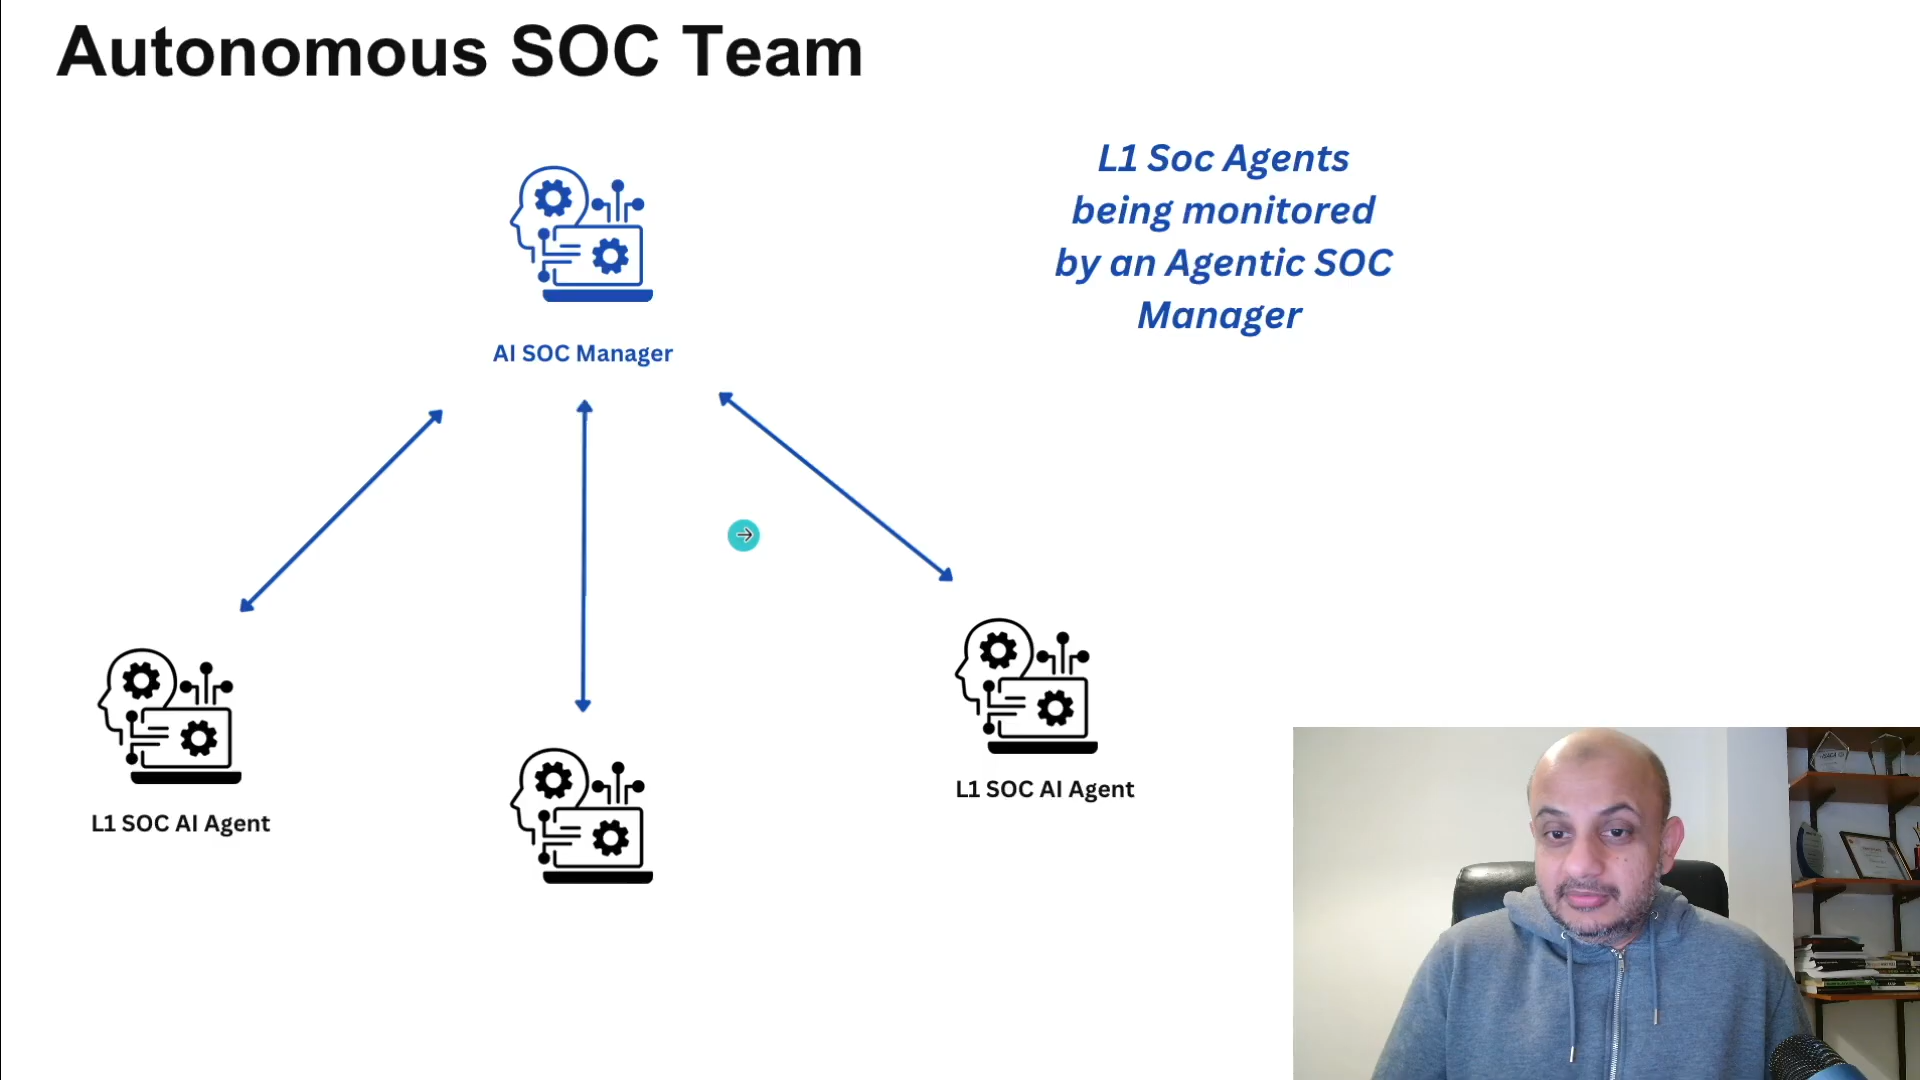 Autonomous SOC Team
L1 Soc Agents
being monitored
by an Agentic SOC
Manager
AI SOC Manager
L1 SOC AI Agent
L1 SOC AI Agent